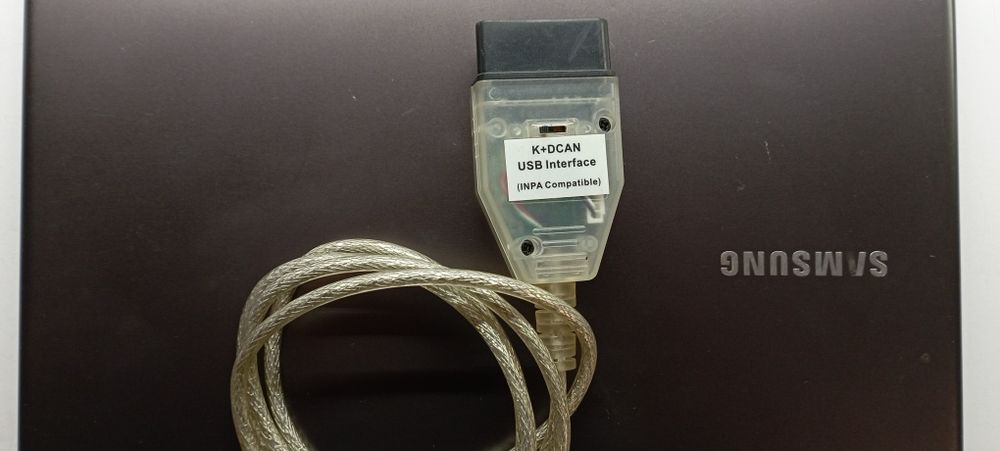 K+DCAN
USB Interface
(INPA Compatible)
SAMSUNG